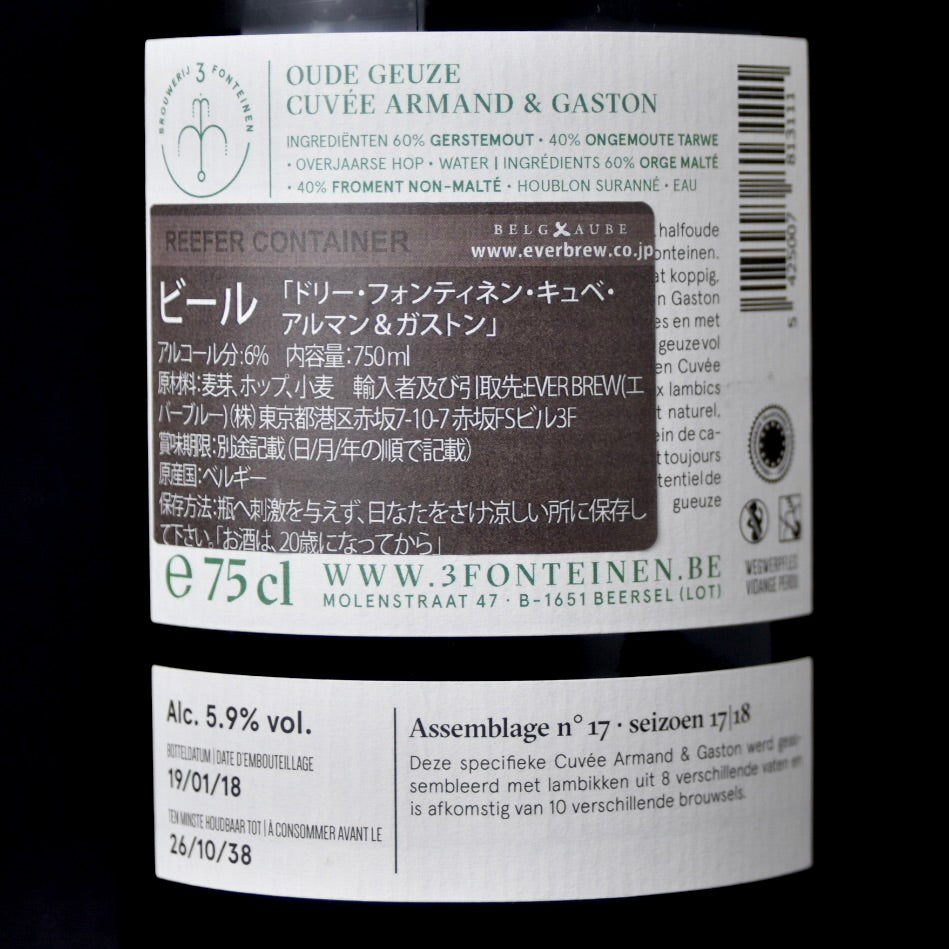 BROUWERIJ 3 FONTEINEN
OUDE GEUZE
CUVÉE ARMAND & GASTON
INGREDIËNTEN 60% GERSTEMOUT • 40% ONGEMOUTE TARWE
• OVERJAARSE HOP • WATER | INGRÉDIENTS 60% ORGE MALTÉ
• 40% FROMENT NON-MALTÉ • HOUBLON SURANNÉ • EAU
REEFER CONTAINER
BELG AUBE
www.everbrew.co.jp
ビール 「ドリー・フォンティネン・キュベ・
アルマン&ガストン」
アルコール分:6% 内容量:750ml
原材料:麦芽、ホップ、小麦 輸入者及び引取先:EVER BREW(エ
バーブルー)(株) 東京都港区赤坂7-10-7 赤坂FSビル3F
賞味期限:別途記載(日/月/年の順で記載)
原産国:ベルギー
保存方法:瓶へ刺激を与えず、日なたをさけ涼しい所に保存し
て下さい。「お酒は、20歳になってから」
halfoude
onteinen.
at koppig,
n Gaston
es en met
geuze vol
en Cuvée
x lambics
t naturel,
ein de ca-
t toujours
tentiel de
gueuze
5 425007 813111
WEGWERPFLES
VIDANGE PERDU
e 75 cl
WWW.3FONTEINEN.BE
MOLENSTRAAT 47 · B-1651 BEERSEL (LOT)
Alc. 5.9% vol.
BOTTELDATUM | DATE D'EMBOUTEILLAGE
19/01/18
TEN MINSTE HOUDBAAR TOT | À CONSOMMER AVANT LE
26/10/38
Assemblage n° 17 · seizoen 17|18
Deze specifieke Cuvée Armand & Gaston werd geas-
sembleerd met lambikken uit 8 verschillende vaten en
is afkomstig van 10 verschillende brouwsels.